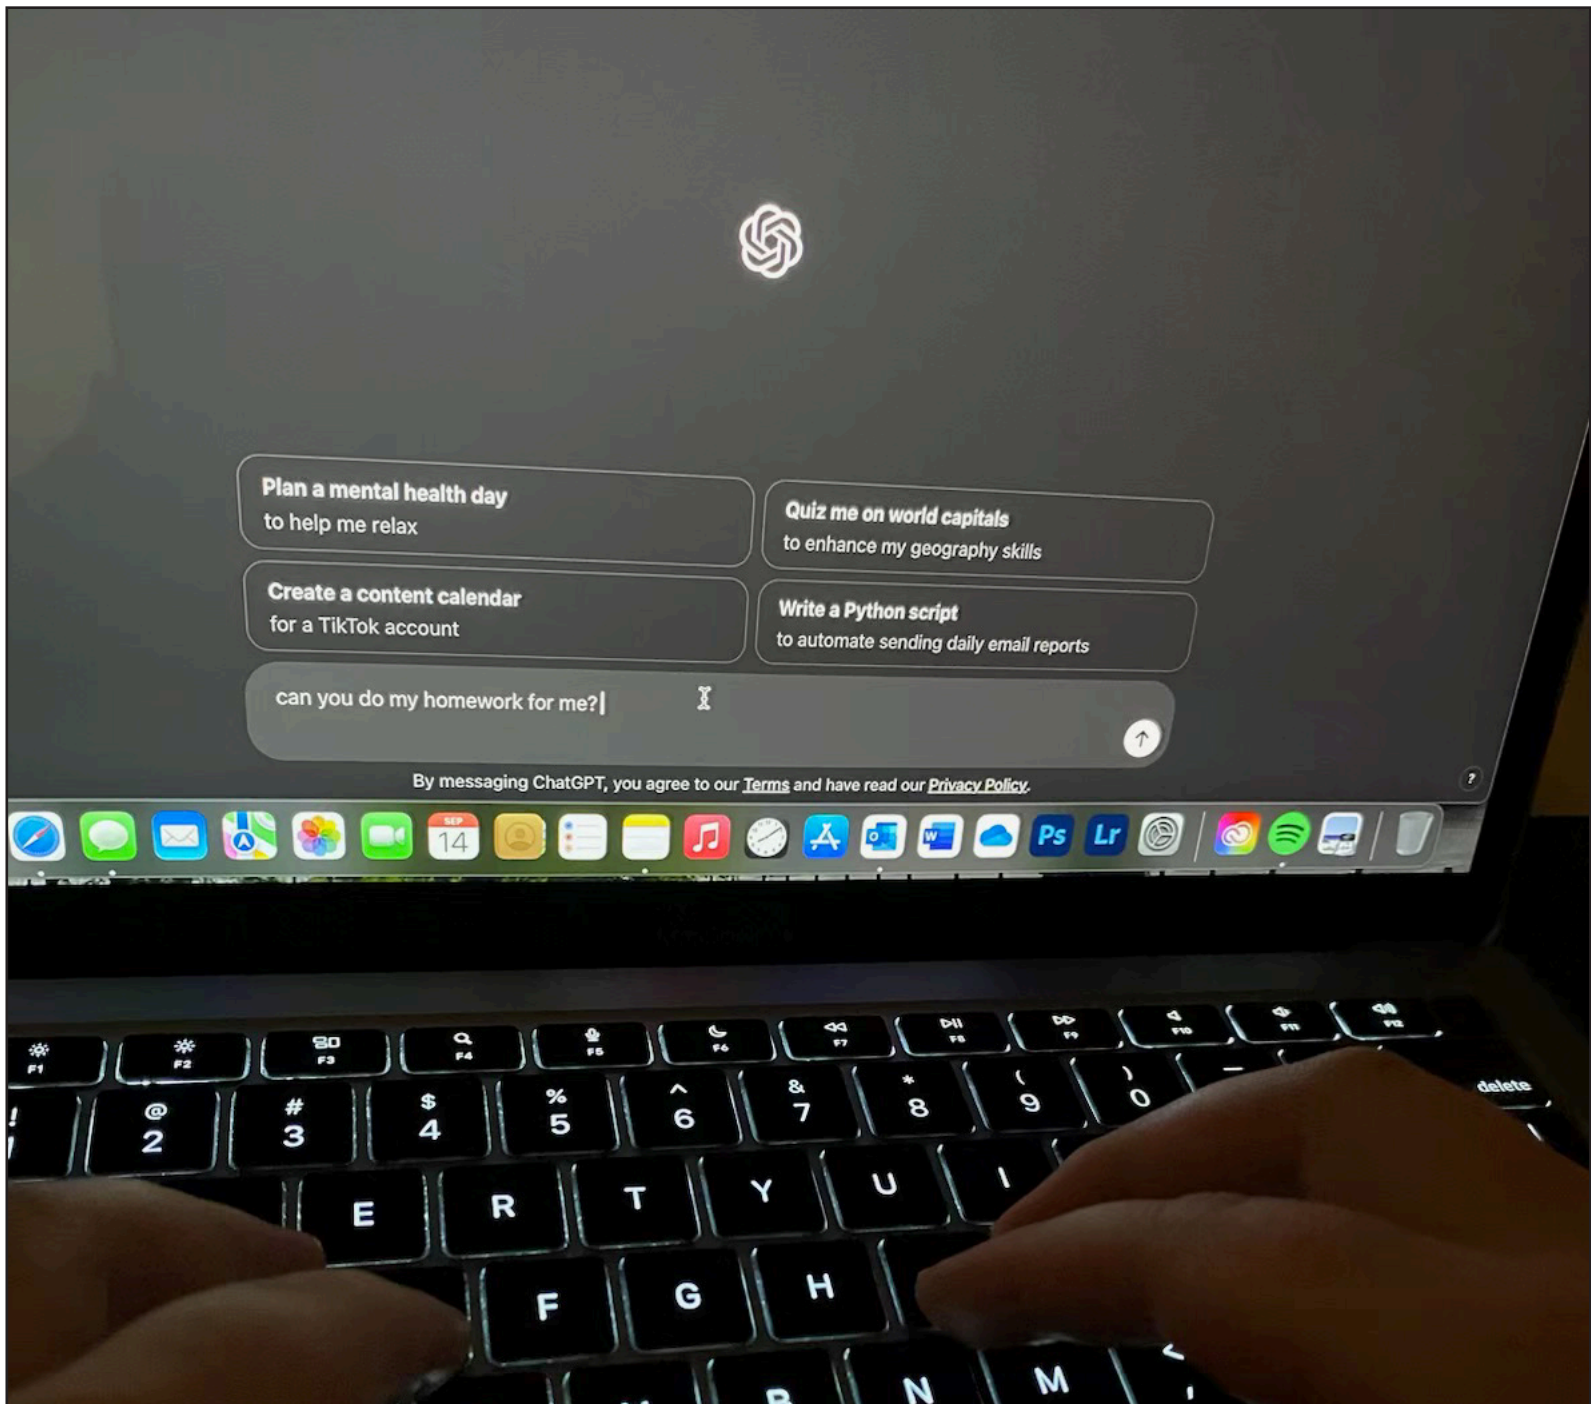 Plan a mental health day
to help me relax
Quiz me on world capitals
to enhance my geography skills
Create a content calendar
for a TikTok account
Write a Python script
to automate sending daily email reports
can you do my homework for me?
By messaging ChatGPT, you agree to our Terms and have read our Privacy Policy.
?
SEP
14
Ps
Lr
F1
F2
F3
F4
F5
F6
F7
F8
F9
F10
F11
F12
@ 2
# 3
$ 4
% 5
^ 6
& 7
* 8
( 9
) 0
delete
E R T Y U I
F G H
N M